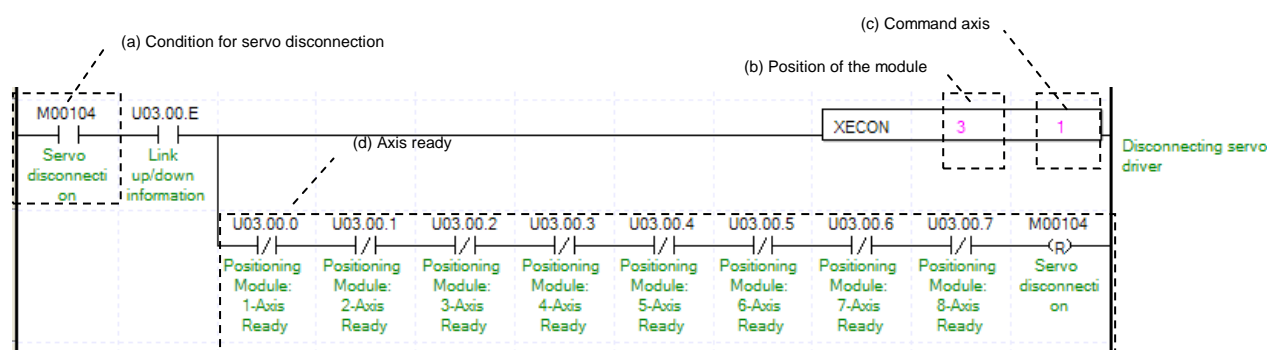 (c) Command axis
(a) Condition for servo disconnection
(b) Position of the module
M00104 U03.00.E
XECON 3 1
(d) Axis ready
Servo disconnecti on
Link up/down information
Disconnecting servo driver
U03.00.0 U03.00.1 U03.00.2 U03.00.3 U03.00.4 U03.00.5 U03.00.6 U03.00.7 M00104
(R)
Positioning Positioning Positioning Positioning Positioning Positioning Positioning Positioning Servo
Module: Module: Module: Module: Module: Module: Module: Module: disconnecti
1-Axis 2-Axis 3-Axis 4-Axis 5-Axis 6-Axis 7-Axis 8-Axis on
Ready Ready Ready Ready Ready Ready Ready Ready